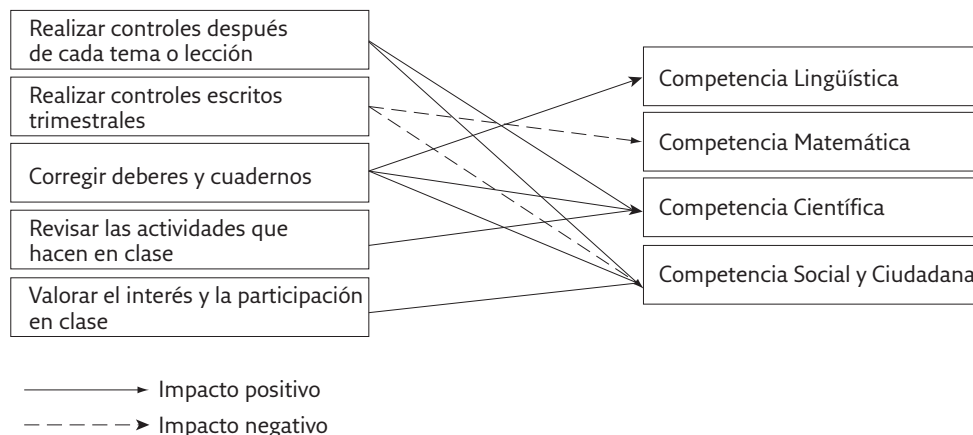 Realizar controles después
de cada tema o lección
Realizar controles escritos
trimestrales
Corregir deberes y cuadernos
Revisar las actividades que
hacen en clase
Valorar el interés y la participación
en clase
Competencia Lingüística
Competencia Matemática
Competencia Científica
Competencia Social y Ciudadana
Impacto positivo
Impacto negativo